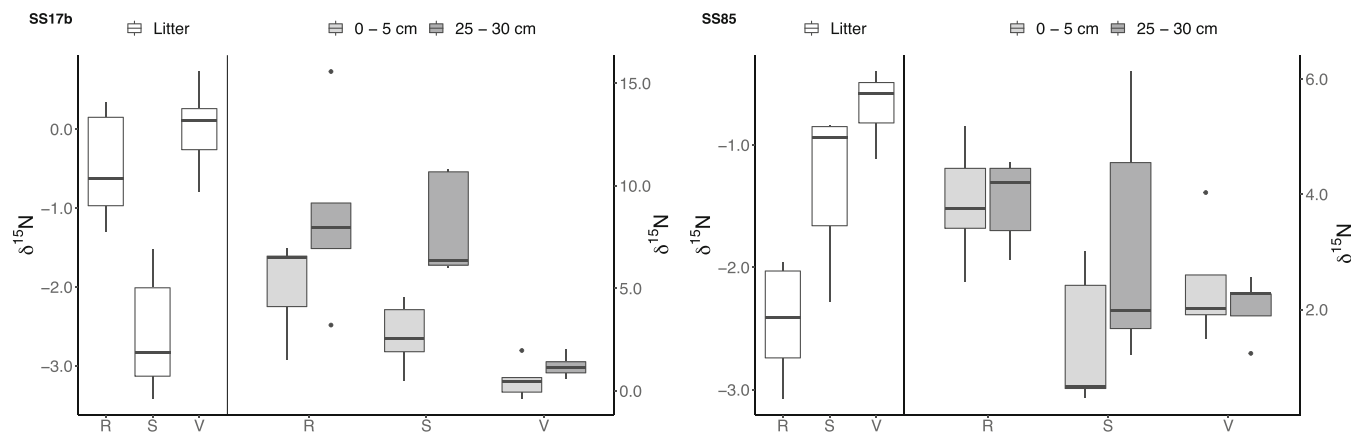 SS17b
Litter
0 – 5 cm 25 – 30 cm
δ15N
0.0
−1.0
−2.0
−3.0
R S V
R S V
15.0
10.0
5.0
0.0
δ15N
SS85
Litter
0 – 5 cm 25 – 30 cm
δ15N
−1.0
−2.0
−3.0
R S V
R S V
6.0
4.0
2.0
δ15N